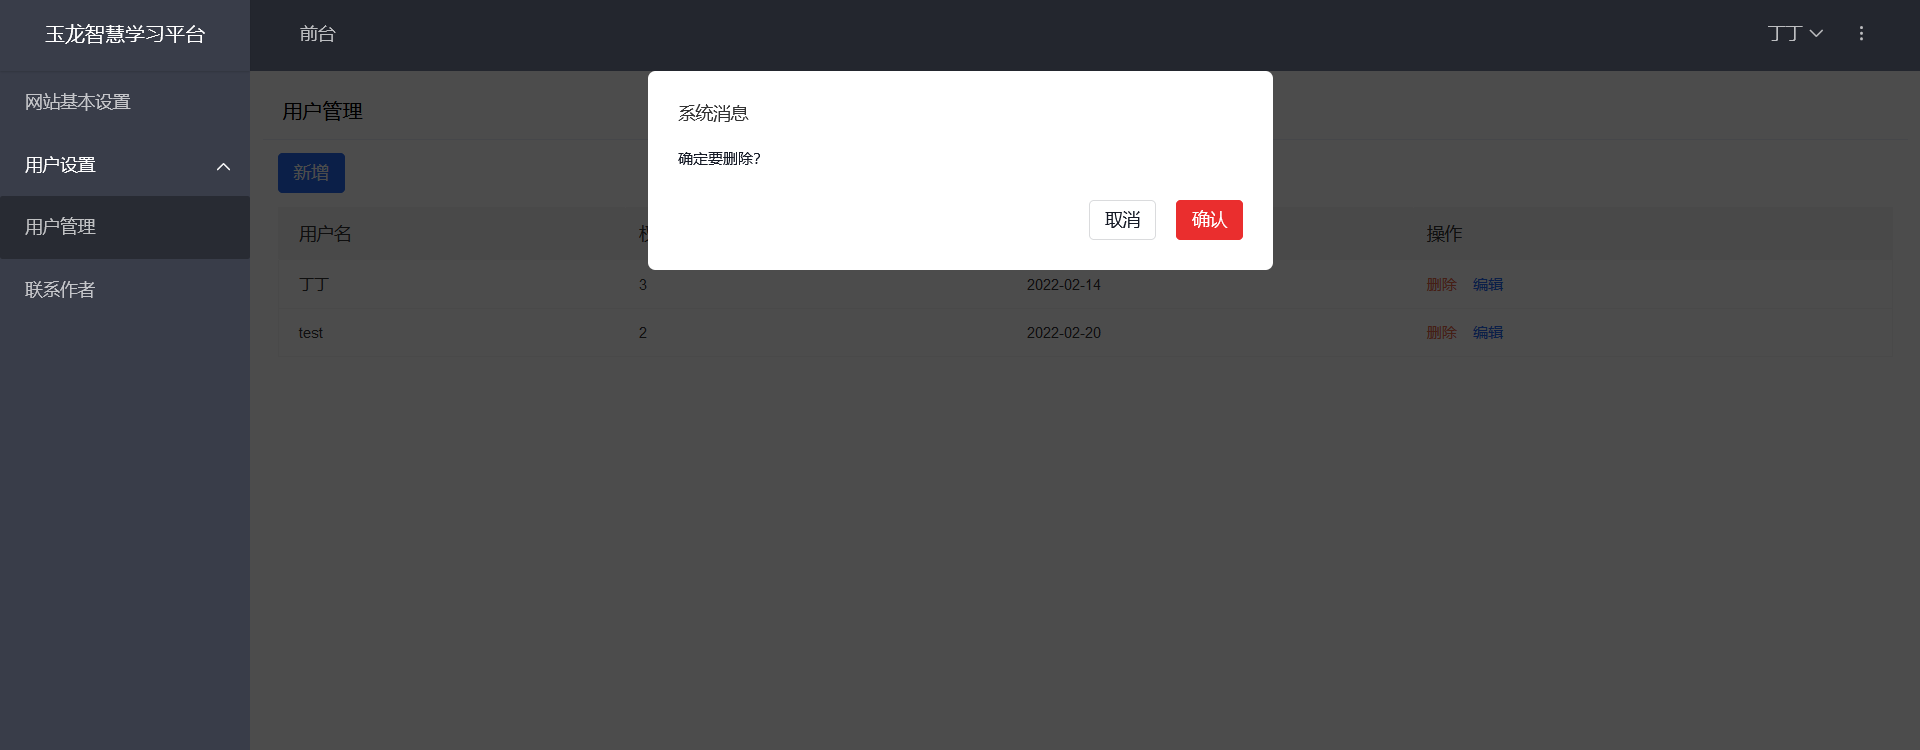 玉龙智慧学习平台
前台
丁丁
网站基本设置
用户设置
用户管理
联系作者
用户管理
新增
系统消息
确定要删除?
取消 确认
用户名 操作
丁丁 3 2022-02-14 删除 编辑
test 2 2022-02-20 删除 编辑